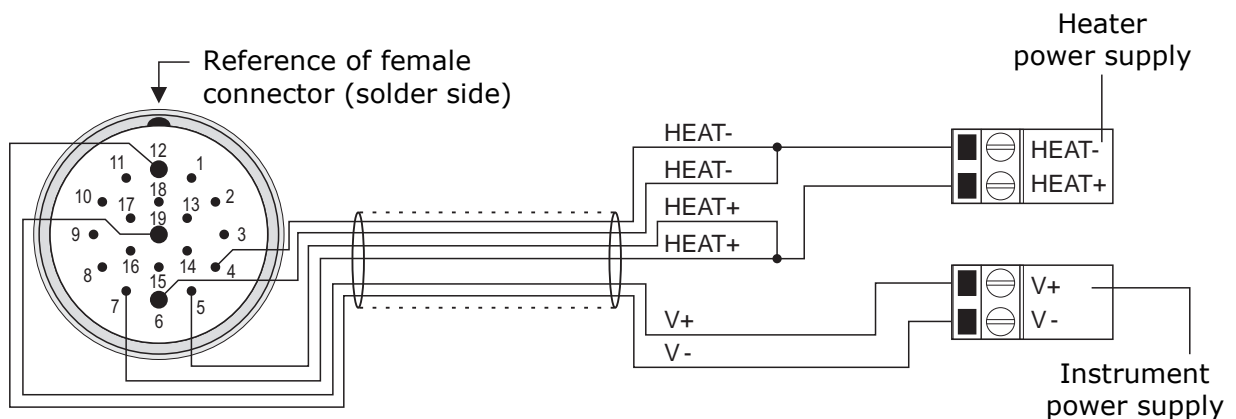 Heater
power supply
Reference of female
connector (solder side)
HEAT-
HEAT-
HEAT+
HEAT+
V+
V -
HEAT-
HEAT+
V+
V -
Instrument
power supply
12
11
1
10
18
2
17
13
19
9
3
16
14
8
15
4
7
5
6